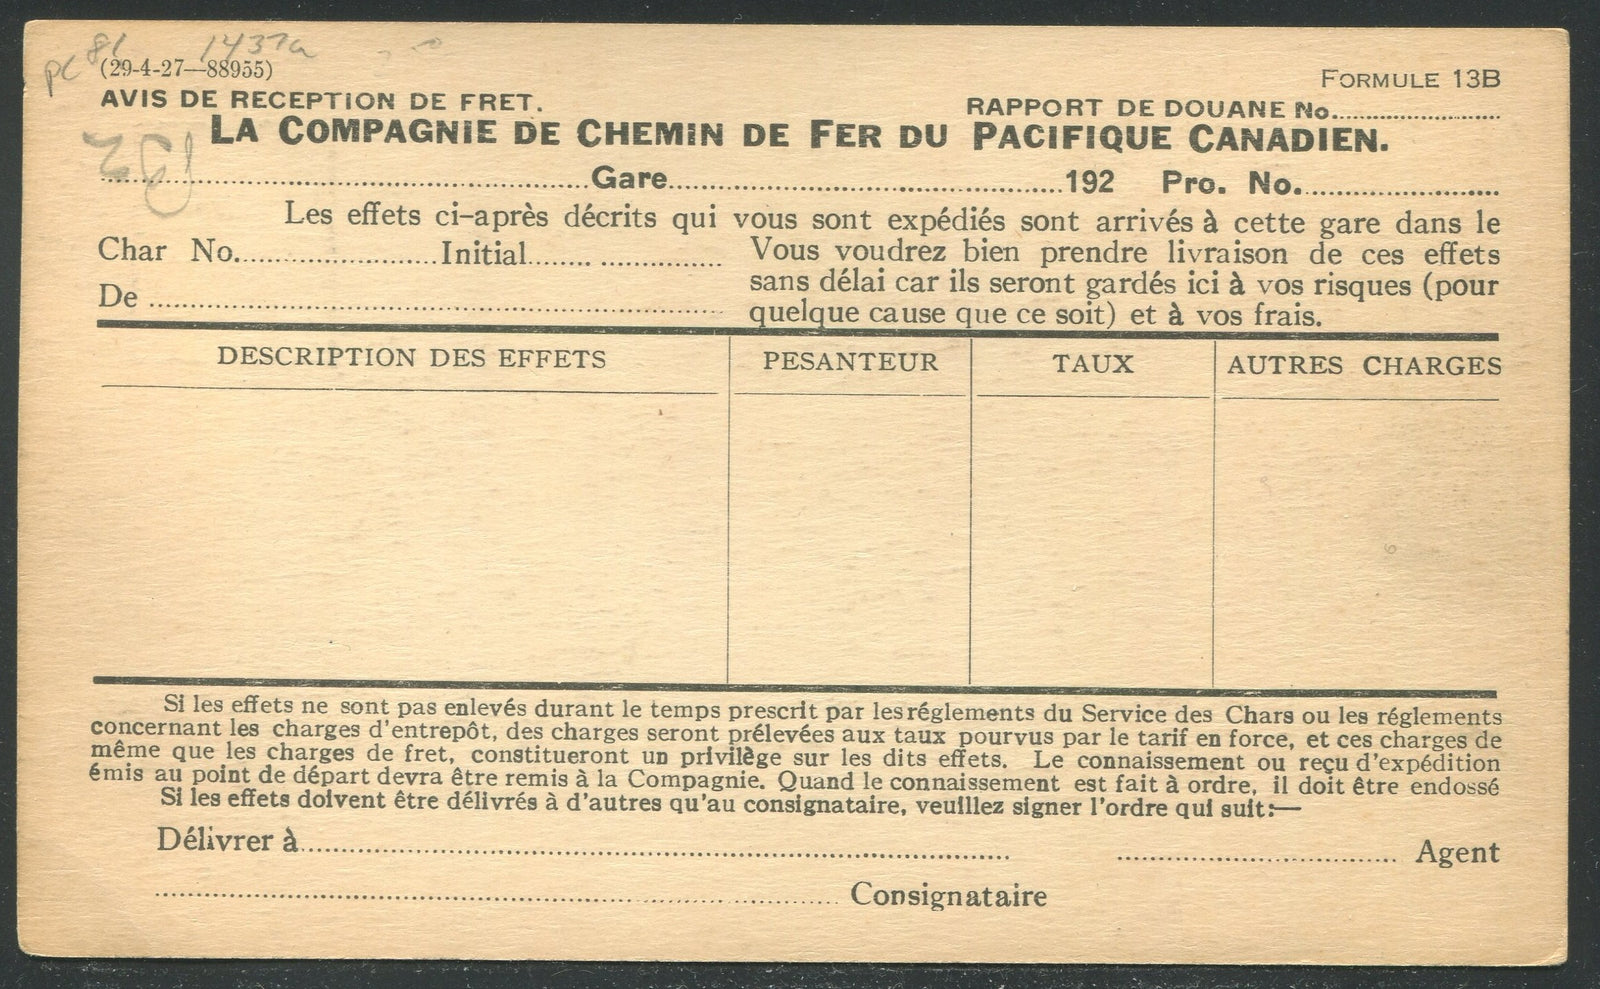 PC 81 1437a
(29-4-27—88955)
FORMULE 13B
AVIS DE RECEPTION DE FRET.
RAPPORT DE DOUANE No..........................
LA COMPAGNIE DE CHEMIN DE FER DU PACIFIQUE CANADIEN.
..........................................................Gare..................................................192 Pro. No..........................
Les effets ci-après décrits qui vous sont expédiés sont arrivés à cette gare dans le
Char No.........................Initial........ ................ Vous voudrez bien prendre livraison de ces effets
sans délai car ils seront gardés ici à vos risques (pour
De ........................................................................ quelque cause que ce soit) et à vos frais.
DESCRIPTION DES EFFETS PESANTEUR TAUX AUTRES CHARGES
Si les effets ne sont pas enlevés durant le temps prescrit par les réglements du Service des Chars ou les réglements
concernant les charges d'entrepôt, des charges seront prélevées aux taux pourvus par le tarif en force, et ces charges de
même que les charges de fret, constitueront un privilège sur les dits effets. Le connaissement ou reçu d'expédition
émis au point de départ devra être remis à la Compagnie. Quand le connaissement est fait à ordre, il doit être endossé
Si les effets doivent être délivrés à d'autres qu'au consignataire, veuillez signer l'ordre qui suit:—
Délivrer à.......................................................................................... ................................... Agent
..................................................................................... Consignataire